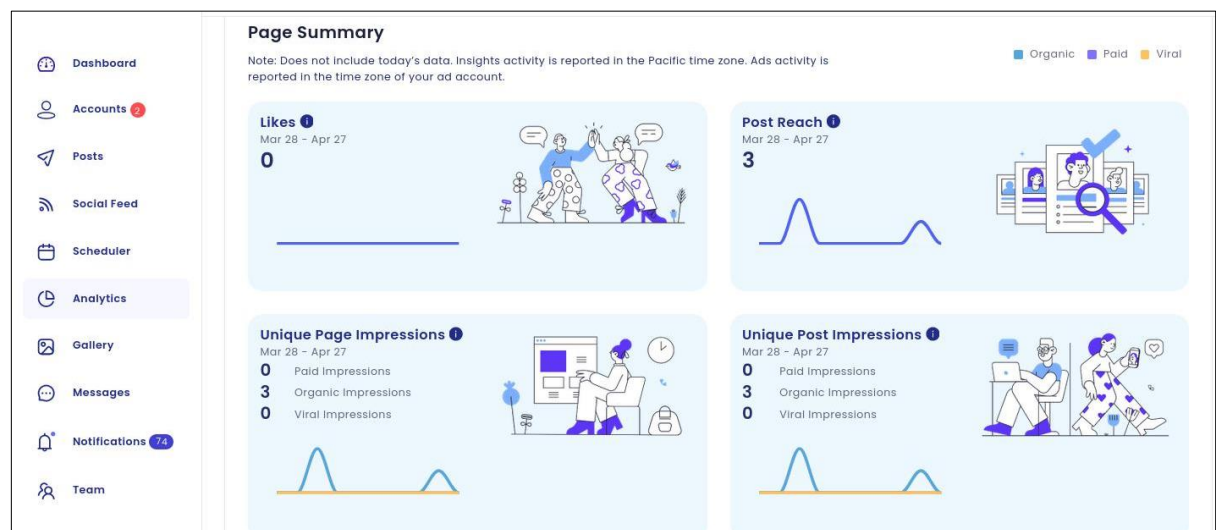 Dashboard
Accounts 2
Posts
Social Feed
Scheduler
Analytics
Gallery
Messages
Notifications 74
Team
Page Summary
Note: Does not include today's data. Insights activity is reported in the Pacific time zone. Ads activity is
reported in the time zone of your ad account.
Organic Paid Viral
Likes i
Mar 28 - Apr 27
0
Post Reach i
Mar 28 - Apr 27
3
Unique Page Impressions i
Mar 28 - Apr 27
0 Paid Impressions
3 Organic Impressions
0 Viral Impressions
Unique Post Impressions i
Mar 28 - Apr 27
0 Paid Impressions
3 Organic Impressions
0 Viral Impressions